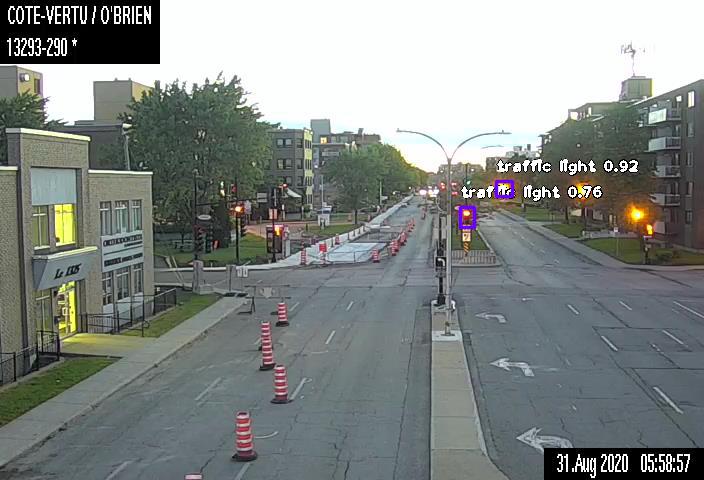 COTE-VERTU / O'BRIEN
13293-290 *
traffic light 0.92
traffic light 0.76
31.Aug 2020 05:58:57